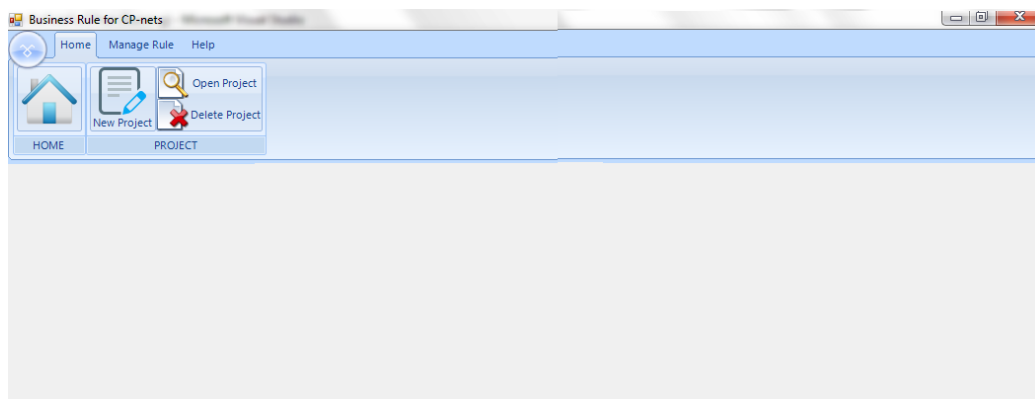 Business Rule for CP-nets
Home Manage Rule Help
Open Project
New Project Delete Project
HOME PROJECT